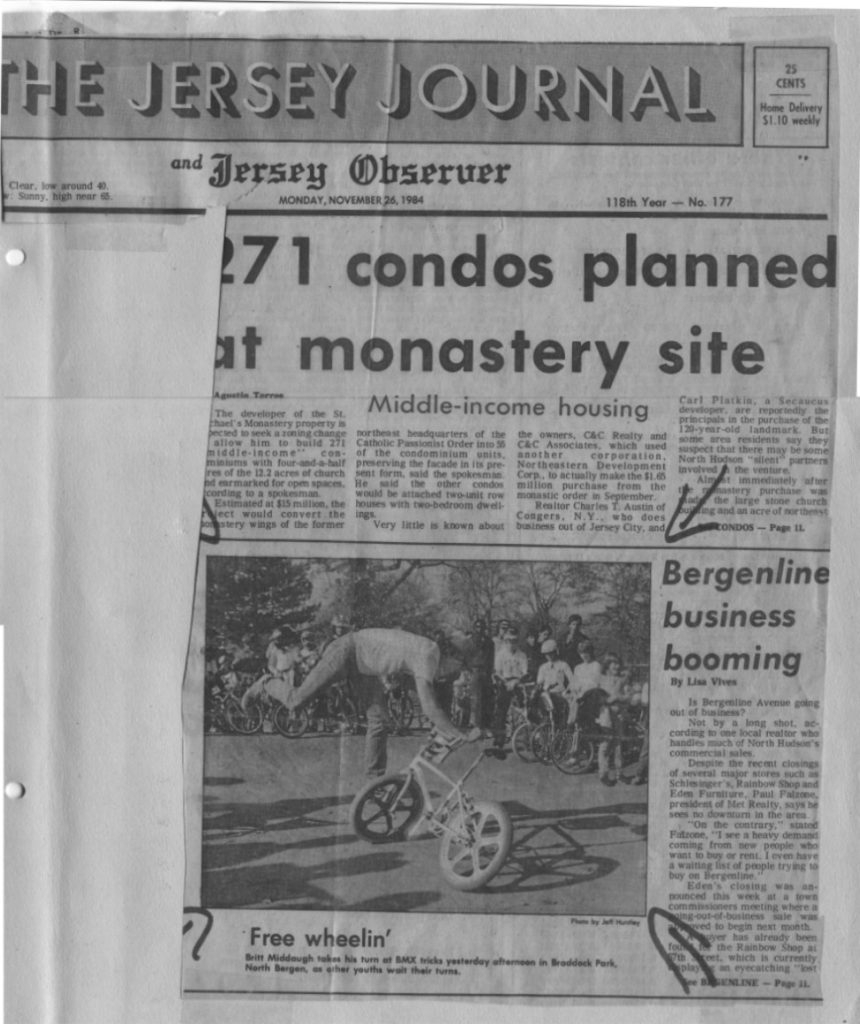 THE JERSEY JOURNAL
25
CENTS
Home Delivery
$1.10 weekly
and Jersey Observer
Clear, low around 40.
Sunny, high near 65.
MONDAY, NOVEMBER 26, 1984
118th Year — No. 177
271 condos planned
at monastery site
Agustin Torres
Middle-income housing
The developer of the St.
chael's Monastery property is
pected to seek a zoning change
allow him to build 271
middle-income" con-
miniums with four-and-a-half
res of the 12.2 acres of church
nd earmarked for open spaces,
cording to a spokesman.
Estimated at $15 million, the
ject would convert the
stery wings of the former
northeast headquarters of the
Catholic Passionist Order into 55
of the condominium units,
preserving the facade in its pre-
sent form, said the spokesman.
He said the other condos
would be attached two-unit row
houses with two-bedroom dwell-
ings.
Very little is known about
the owners, C&C Realty and
C&C Associates, which used
another corporation,
Northeastern Development
Corp., to actually make the $1.65
million purchase from the
monastic order in September.
Realtor Charles T. Austin of
Congers, N.Y., who does
business out of Jersey City, and
Carl Platkin, a Secaucus
developer, are reportedly the
principals in the purchase of the
120-year-old landmark. But
some area residents say they
suspect that there may be some
North Hudson "silent" partners
involved in the venture.
Almost immediately after
the monastery purchase was
made, the large stone church
building and an acre of northeast
CONDOS — Page 11.
Bergenline
business
booming
By Lisa Vives
Is Bergenline Avenue going
out of business?
Not by a long shot, ac-
cording to one local realtor who
handles much of North Hudson's
commercial sales.
Despite the recent closings
of several major stores such as
Schlesinger's, Rainbow Shop and
Eden Furniture, Paul Falzone,
president of Met Realty, says he
sees no downturn in the area.
"On the contrary," stated
Falzone, "I see a heavy demand
coming from new people who
want to buy or rent. I even have
a waiting list of people trying to
buy on Bergenline."
Eden's closing was an-
nounced this week at a town
commissioners meeting where a
going-out-of-business sale was
approved to begin next month.
A buyer has already been
found for the Rainbow Shop at
67th Street, which is currently
displaying an eyecatching "lost
See BERGENLINE — Page 11.
Photo by Jeff Huntley
Free wheelin'
Britt Middaugh takes his turn at BMX tricks yesterday afternoon in Braddock Park,
North Bergen, as other youths wait their turns.